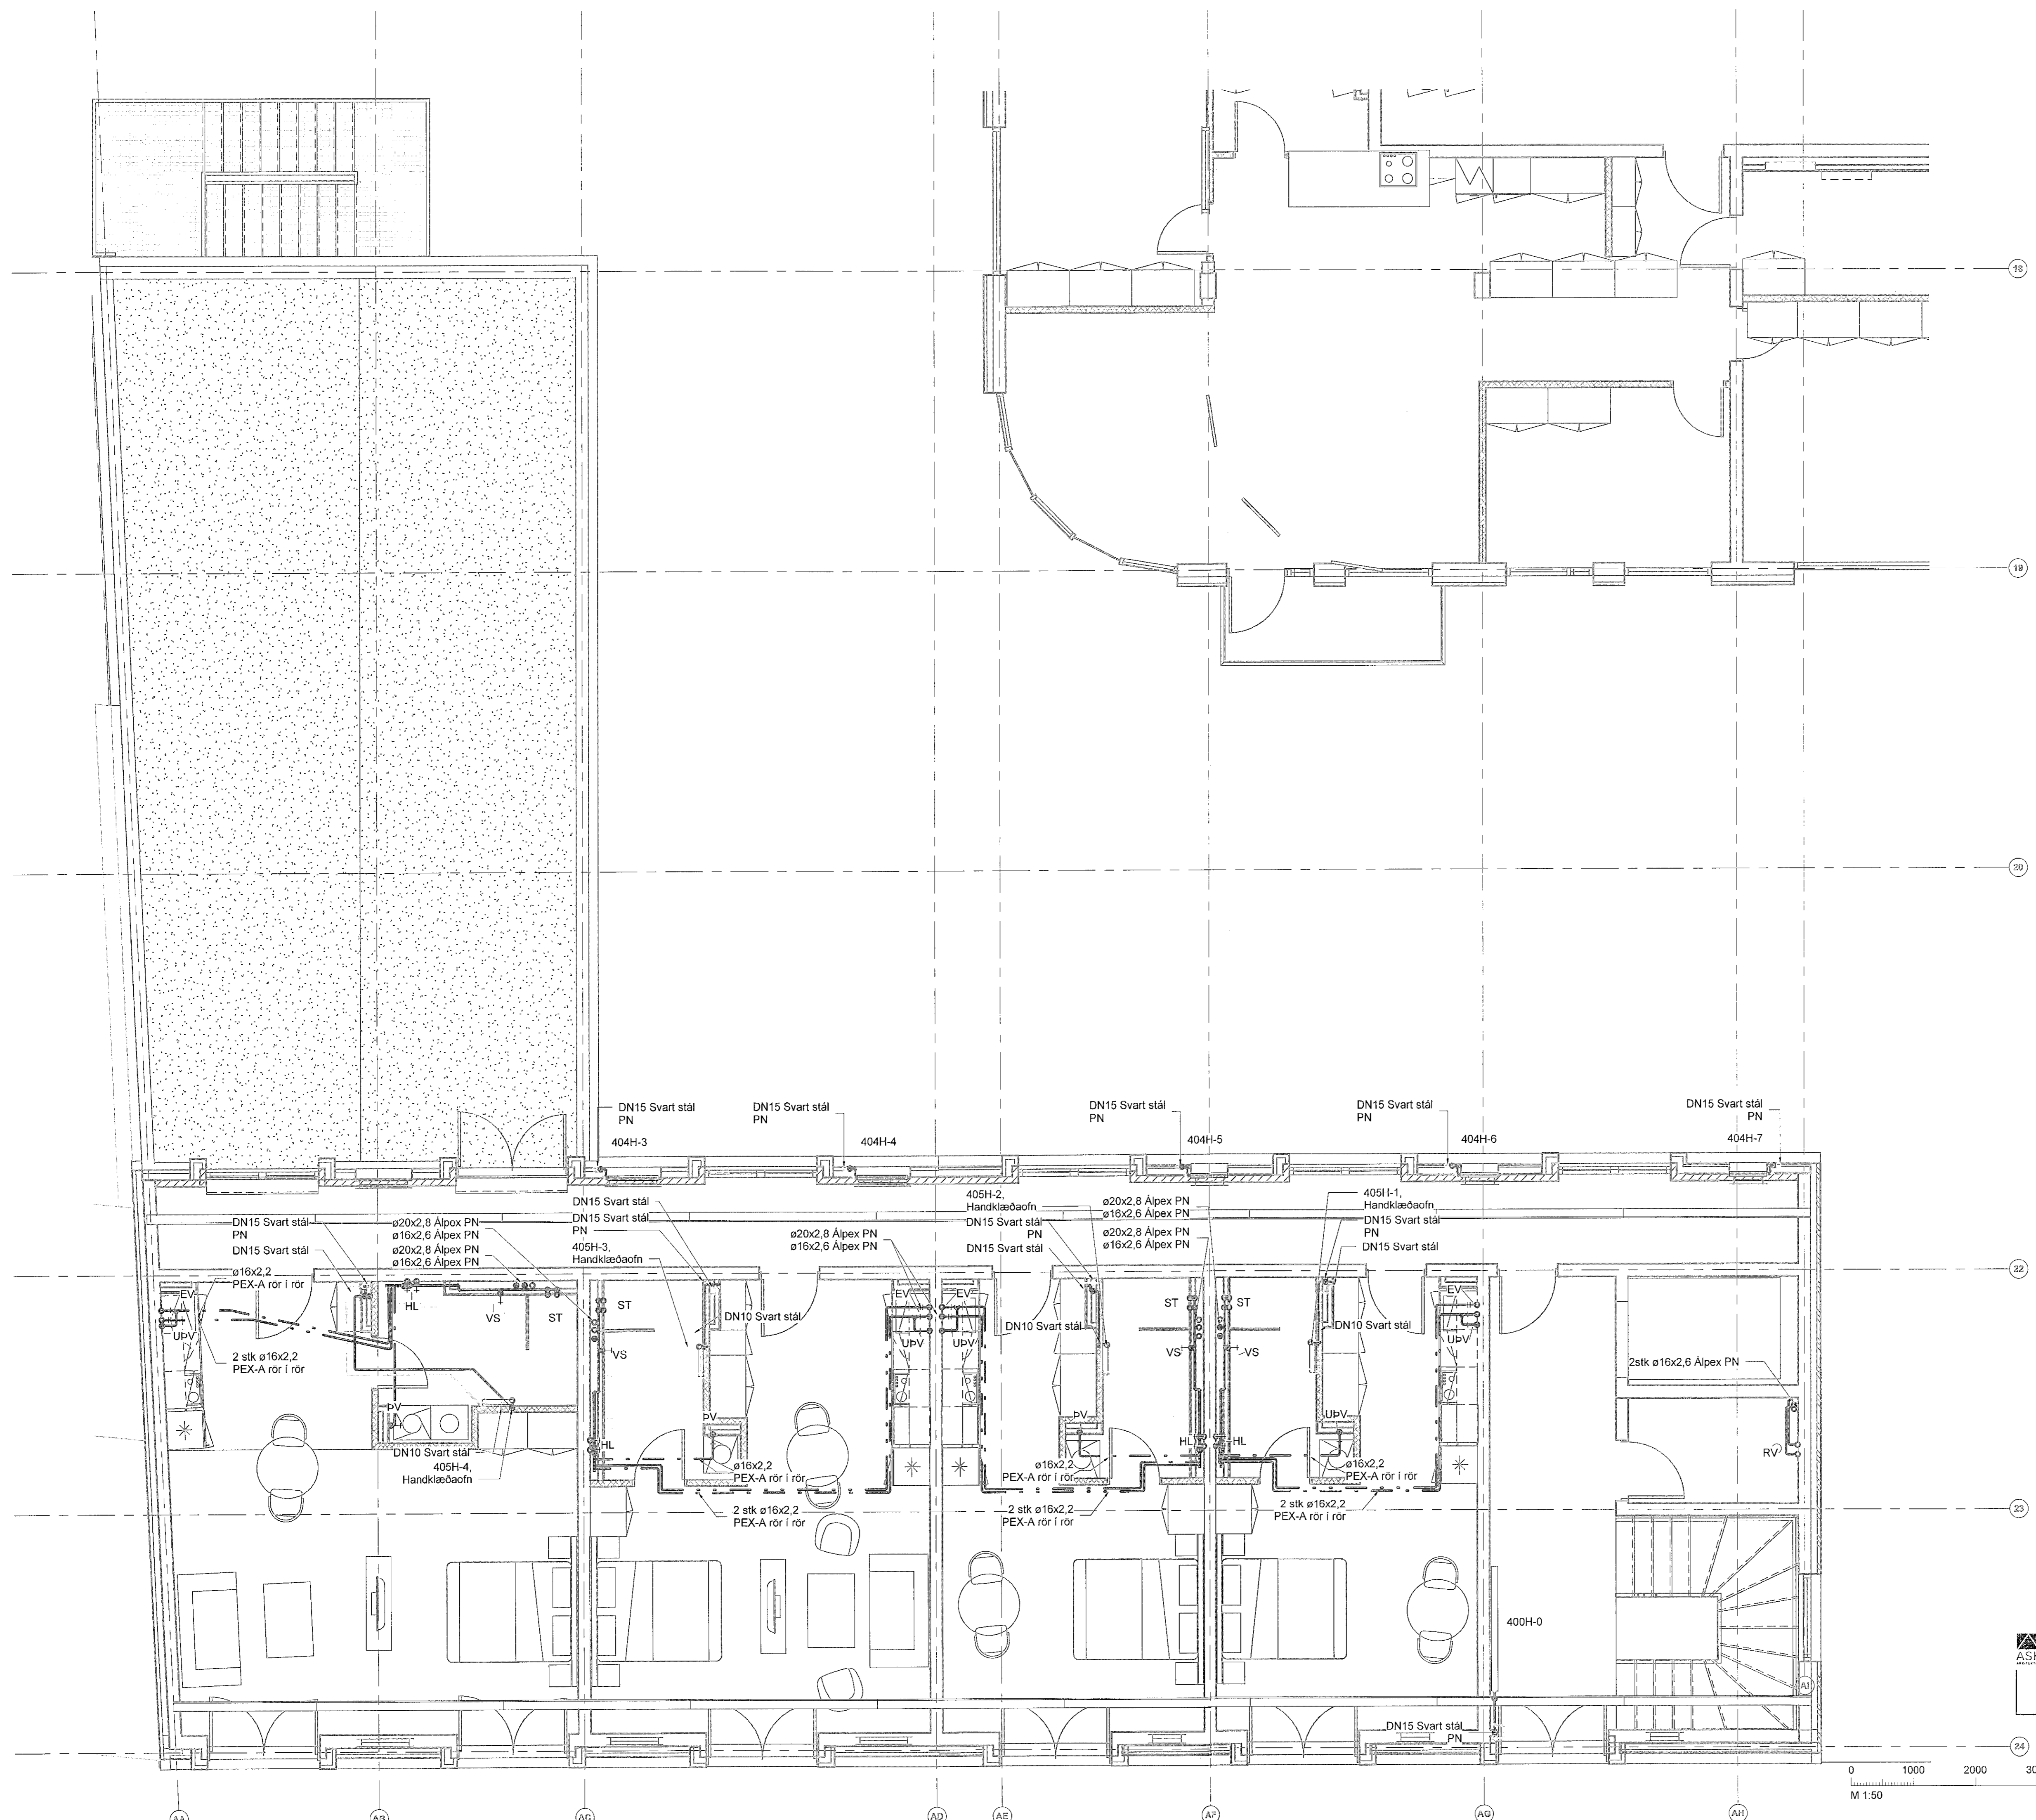 18
19
20
DN15 Svart stál
PN
404H-3
DN15 Svart stál
PN
404H-4
DN15 Svart stál
PN
404H-5
DN15 Svart stál
PN
404H-6
DN15 Svart stál
PN
404H-7
DN15 Svart stál
PN
DN15 Svart stál
ø20x2,8 Álpex PN
ø16x2,6 Álpex PN
ø20x2,8 Álpex PN
ø16x2,6 Álpex PN
DN15 Svart stál
DN15 Svart stál
PN
405H-3,
Handklæðaofn
ø20x2,8 Álpex PN
ø16x2,6 Álpex PN
405H-2,
Handklæðaofn
DN15 Svart stál
PN
DN15 Svart stál
ø20x2,8 Álpex PN
ø16x2,6 Álpex PN
ø20x2,8 Álpex PN
ø16x2,6 Álpex PN
405H-1,
Handklæðaofn
DN15 Svart stál
PN
DN15 Svart stál
22
ø16x2,2
PEX-A rör í rör
EV
UÞV
HL
VS
ST
2 stk ø16x2,2
PEX-A rör í rör
ÞV
DN10 Svart stál
405H-4,
Handklæðaofn
ST
VS
HL
DN10 Svart stál
ÞV
EV
UÞV
ø16x2,2
PEX-A rör í rör
2 stk ø16x2,2
PEX-A rör í rör
EV
UÞV
DN10 Svart stál
ÞV
ST
VS
HL
ø16x2,2
PEX-A rör í rör
2 stk ø16x2,2
PEX-A rör í rör
ST
VS
HL
DN10 Svart stál
UÞV
EV
UÞV
ø16x2,2
PEX-A rör í rör
2 stk ø16x2,2
PEX-A rör í rör
2stk ø16x2,6 Álpex PN
RV
23
400H-0
AI
DN15 Svart stál
PN
24
0 1000 2000
M 1:50
AA AB AC AD AE AF AG AH